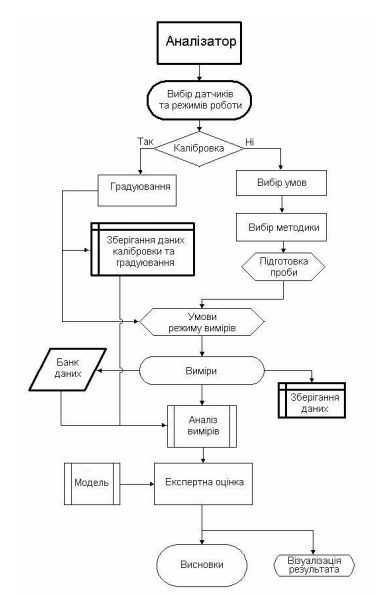 Аналізатор
Вибір датчиків
та режимів роботи
Так
Калібровка
Ні
Градуювання
Вибір умов
Вибір методики
Зберігання даних
калібровки та
градуювання
Підготовка
проби
Умови
режиму вимірів
Банк
даних
Виміри
Зберігання
даних
Аналіз
вимірів
Модель
Експертна оцінка
Висновки
Візуалізація
результата